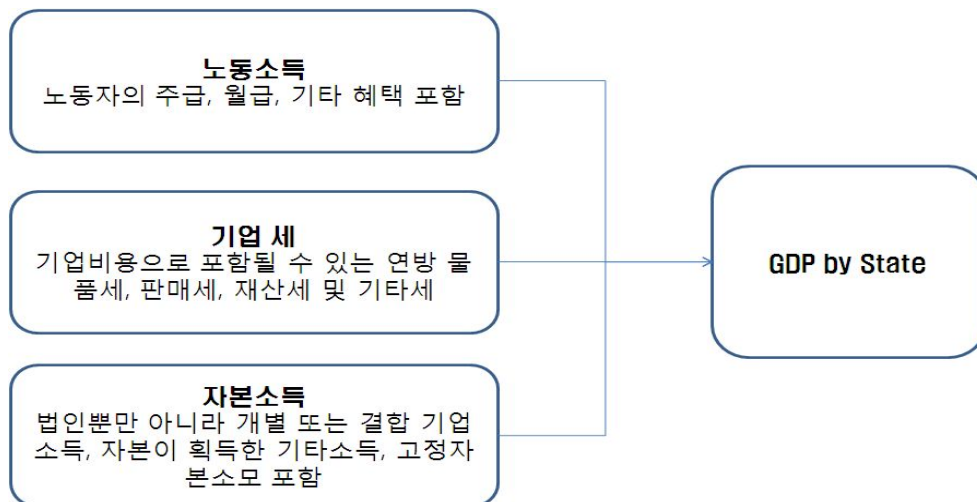 노동소득
노동자의 주급, 월급, 기타 혜택 포함
기업 세
기업비용으로 포함될 수 있는 연방 물
품세, 판매세, 재산세 및 기타세
자본소득
법인뿐만 아니라 개별 또는 결합 기업
소득, 자본이 획득한 기타소득, 고정자
본소모 포함
GDP by State